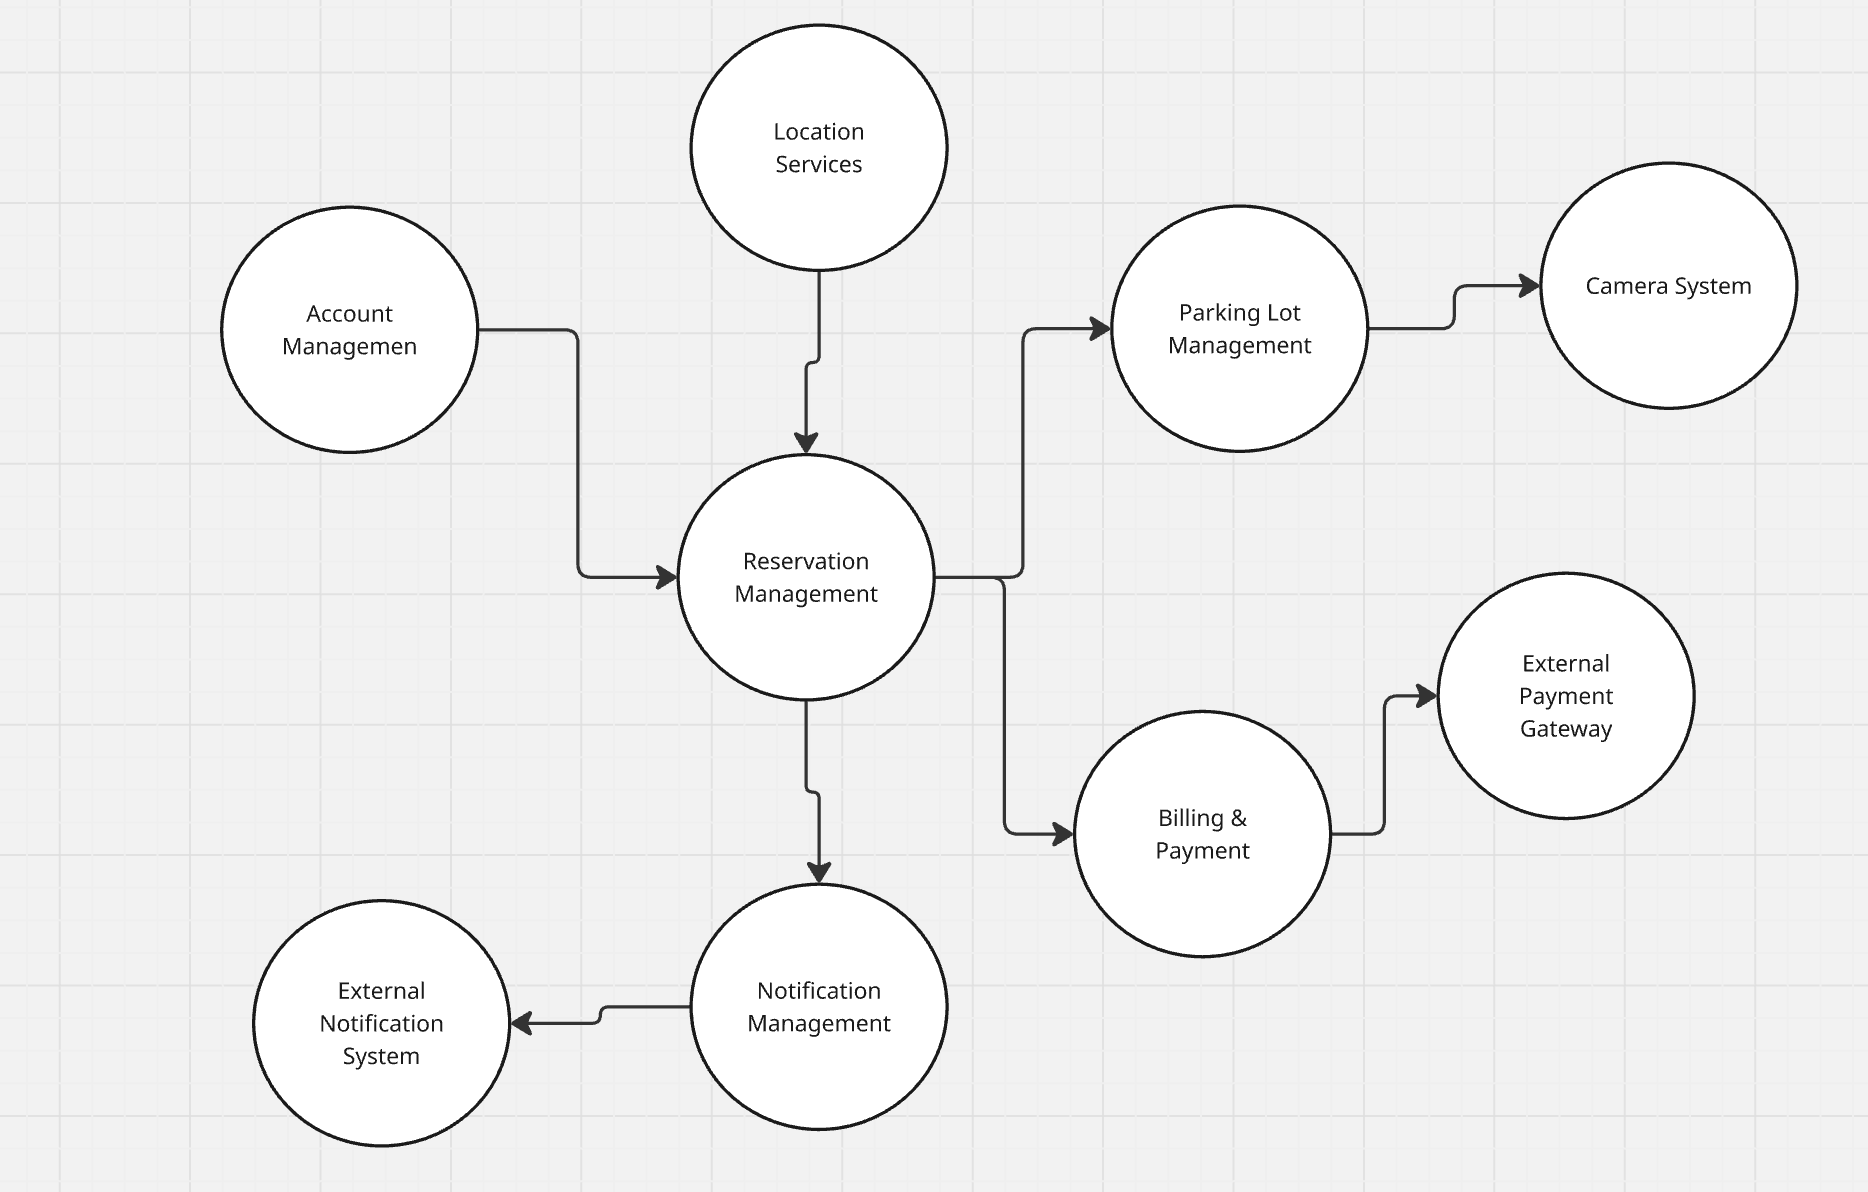 Location
Services
Account
Managemen
Parking Lot
Management
Camera System
Reservation
Management
External
Payment
Gateway
Billing &
Payment
External
Notification
System
Notification
Management